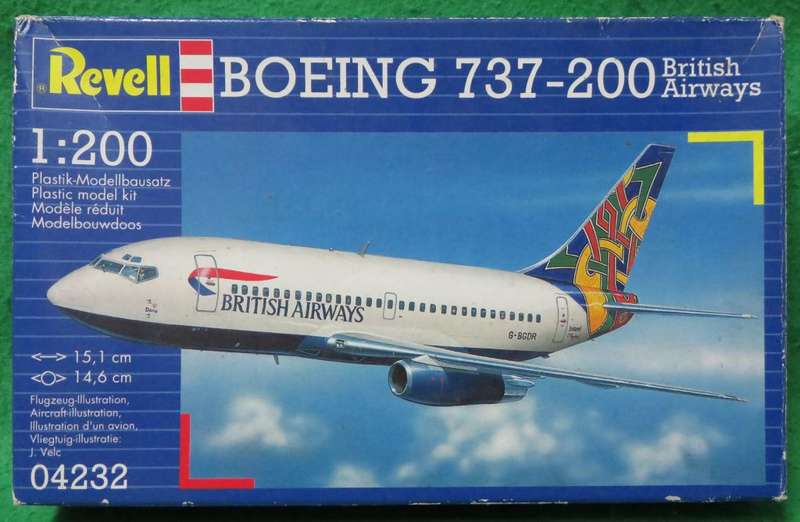 Revell
®
BOEING 737-200 British Airways
1:200
Plastik-Modellbausatz
Plastic model kit
Modèle réduit
Modelbouwdoos
BRITISH AIRWAYS
G-BGDR
15,1 cm
14,6 cm
Flugzeug-Illustration,
Aircraft-illustration,
Illustration d'un avion,
Vliegtuig-illustratie:
J. Velc
04232